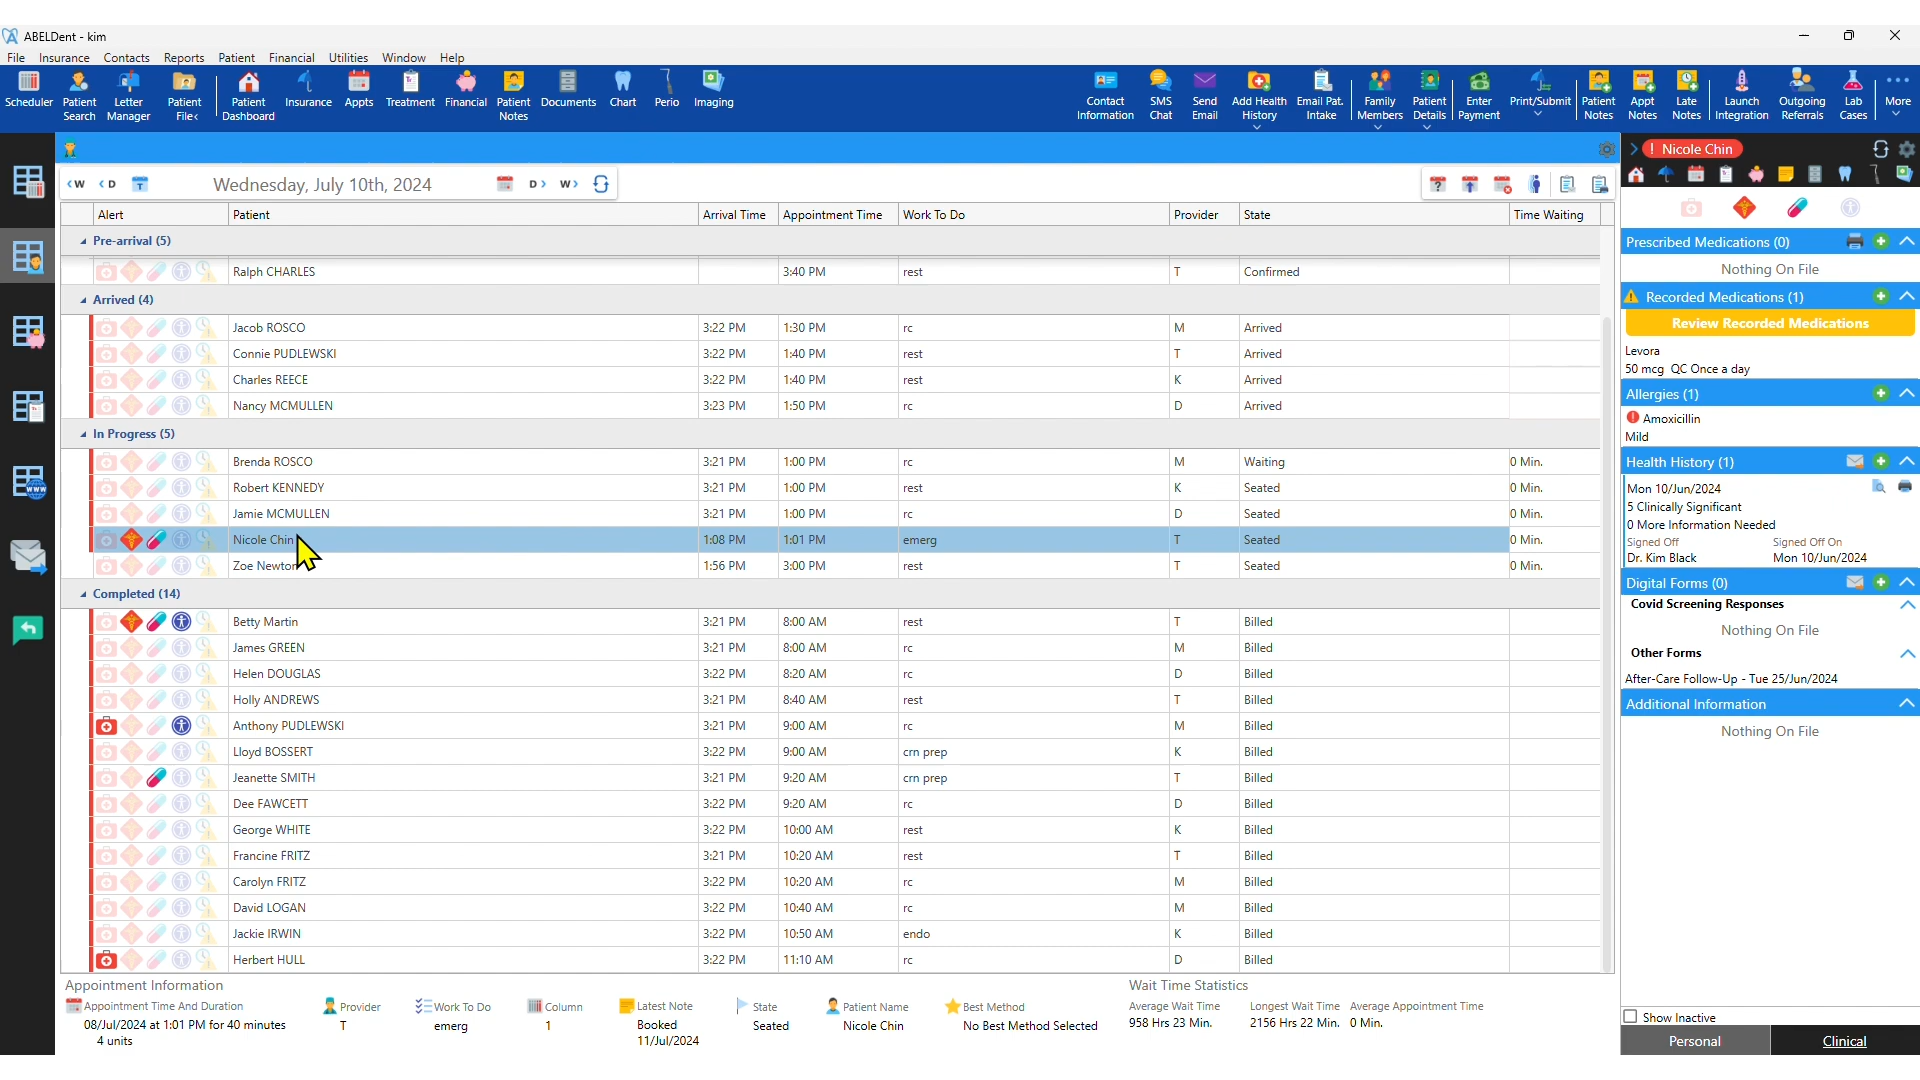 ABELDent - kim
File Insurance Contacts Reports Patient Financial Utilities Window Help
Scheduler Patient Search Letter Manager Patient File< Patient Dashboard Insurance Appts Treatment Financial Patient Notes Documents Chart Perio Imaging Contact Information SMS Chat Send Email Add Health History Email Pat. Intake Family Members Patient Details Enter Payment Print/Submit Patient Notes Appt Notes Late Notes Launch Integration Outgoing Referrals Lab Cases More
! Nicole Chin
<W <D T Wednesday, July 10th, 2024 D> W>
Alert Patient Arrival Time Appointment Time Work To Do Provider State Time Waiting
Pre-arrival (5)
Ralph CHARLES 3:40 PM rest T Confirmed
Arrived (4)
Jacob ROSCO 3:22 PM 1:30 PM rc M Arrived
Connie PUDLEWSKI 3:22 PM 1:40 PM rest T Arrived
Charles REECE 3:22 PM 1:40 PM rest K Arrived
Nancy MCMULLEN 3:23 PM 1:50 PM rc D Arrived
In Progress (5)
Brenda ROSCO 3:21 PM 1:00 PM rc M Waiting 0 Min.
Robert KENNEDY 3:21 PM 1:00 PM rest K Seated 0 Min.
Jamie MCMULLEN 3:21 PM 1:00 PM rc D Seated 0 Min.
Nicole Chin 1:08 PM 1:01 PM emerg T Seated 0 Min.
Zoe Newton 1:56 PM 3:00 PM rest T Seated 0 Min.
Completed (14)
Betty Martin 3:21 PM 8:00 AM rest T Billed
James GREEN 3:21 PM 8:00 AM rc M Billed
Helen DOUGLAS 3:22 PM 8:20 AM rc D Billed
Holly ANDREWS 3:21 PM 8:40 AM rest T Billed
Anthony PUDLEWSKI 3:21 PM 9:00 AM rc M Billed
Lloyd BOSSERT 3:22 PM 9:00 AM crn prep K Billed
Jeanette SMITH 3:21 PM 9:20 AM crn prep T Billed
Dee FAWCETT 3:22 PM 9:20 AM rc D Billed
George WHITE 3:22 PM 10:00 AM rest K Billed
Francine FRITZ 3:21 PM 10:20 AM rest T Billed
Carolyn FRITZ 3:22 PM 10:20 AM rc M Billed
David LOGAN 3:22 PM 10:40 AM rc M Billed
Jackie IRWIN 3:22 PM 10:50 AM endo K Billed
Herbert HULL 3:22 PM 11:10 AM rc D Billed
Appointment Information Wait Time Statistics
Appointment Time And Duration Provider Work To Do Column Latest Note State Patient Name Best Method Average Wait Time Longest Wait Time Average Appointment Time
08/Jul/2024 at 1:01 PM for 40 minutes T emerg 1 Booked Seated Nicole Chin No Best Method Selected 958 Hrs 23 Min. 2156 Hrs 22 Min. 0 Min.
4 units 11/Jul/2024
Prescribed Medications (0)
Nothing On File
Recorded Medications (1)
Review Recorded Medications
Levora
50 mcg QC Once a day
Allergies (1)
Amoxicillin
Mild
Health History (1)
Mon 10/Jun/2024
5 Clinically Significant
0 More Information Needed
Signed Off Signed Off On
Dr. Kim Black Mon 10/Jun/2024
Digital Forms (0)
Covid Screening Responses
Nothing On File
Other Forms
After-Care Follow-Up - Tue 25/Jun/2024
Additional Information
Nothing On File
Show Inactive
Personal Clinical